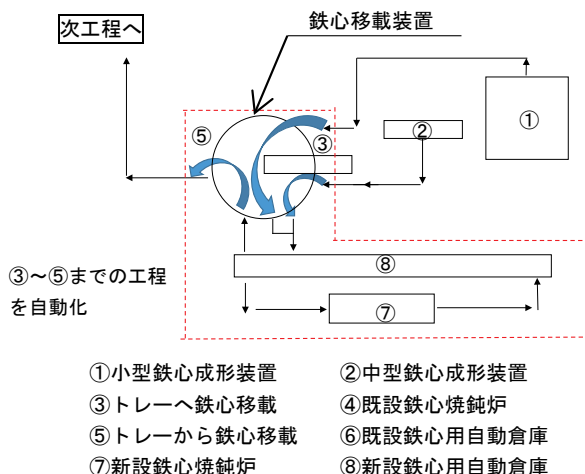 次工程へ
鉄心移載装置
⑤
③
②
①
⑧
⑦
③～⑤までの工程
を自動化
①小型鉄心成形装置 ②中型鉄心成形装置
③トレーへ鉄心移載 ④既設鉄心焼鈍炉
⑤トレーから鉄心移載 ⑥既設鉄心用自動倉庫
⑦新設鉄心焼鈍炉 ⑧新設鉄心用自動倉庫